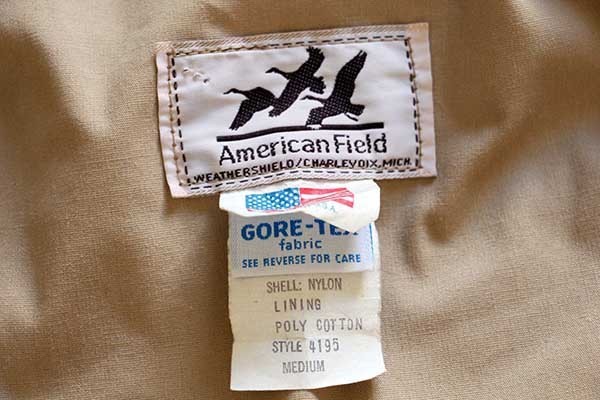 American Field
WEATHERSHIELD/CHARLEVOIX, MICH.
GORE-TEX
fabric
SEE REVERSE FOR CARE
SHELL: NYLON
LINING
POLY COTTON
STYLE 4195
MEDIUM